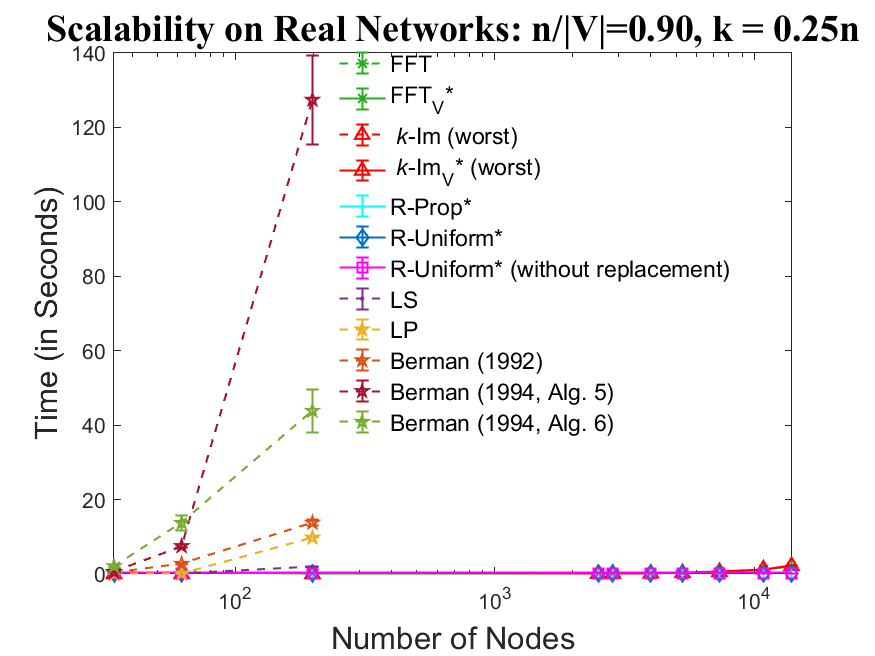 Scalability on Real Networks: n/|V|=0.90, k = 0.25n
140
120
100
80
60
40
20
0
Time (in Seconds)
FFT
FFT_V*
k-Im (worst)
k-Im_V* (worst)
R-Prop*
R-Uniform*
R-Uniform* (without replacement)
LS
LP
Berman (1992)
Berman (1994, Alg. 5)
Berman (1994, Alg. 6)
10^2
10^3
10^4
Number of Nodes